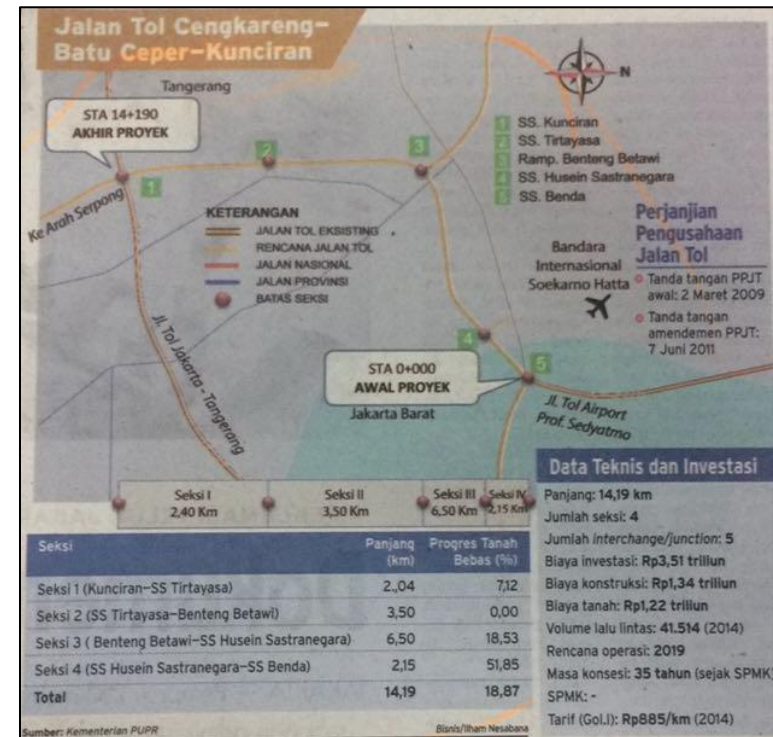 Jalan Tol Cengkareng–
Batu Ceper–Kunciran
N
Tangerang
STA 14+190
AKHIR PROYEK
1
2
3
Ke Arah Serpong
1 SS. Kunciran
2 SS. Tirtayasa
3 Ramp. Benteng Betawi
4 SS. Husein Sastranegara
5 SS. Benda
KETERANGAN
JALAN TOL EKSISTING
RENCANA JALAN TOL
JALAN NASIONAL
JALAN PROVINSI
BATAS SEKSI
Perjanjian
Pengusahaan
Jalan Tol
Tanda tangan PPJT
awal: 2 Maret 2009
Tanda tangan
amendemen PPJT:
7 Juni 2011
Bandara
Internasional
Soekarno Hatta
Jl. Tol Jakarta - Tangerang
4
5
STA 0+000
AWAL PROYEK
Jakarta Barat
Jl. Tol Airport
Prof. Sedyatmo
Seksi I
2,40 Km
Seksi II
3,50 Km
Seksi III
6,50 Km
Seksi IV
2,15 Km
Seksi Panjang (km) Progres Tanah Bebas (%)
Seksi 1 (Kunciran–SS Tirtayasa) 2,04 7,12
Seksi 2 (SS Tirtayasa–Benteng Betawi) 3,50 0,00
Seksi 3 ( Benteng Betawi–SS Husein Sastranegara) 6,50 18,53
Seksi 4 (SS Husein Sastranegara–SS Benda) 2,15 51,85
Total 14,19 18,87
Sumber: Kementerian PUPR
Bisnis/Ilham Nesabana
Data Teknis dan Investasi
Panjang: 14,19 km
Jumlah seksi: 4
Jumlah interchange/junction: 5
Biaya investasi: Rp3,51 triliun
Biaya konstruksi: Rp1,34 triliun
Biaya tanah: Rp1,22 triliun
Volume lalu lintas: 41.514 (2014)
Rencana operasi: 2019
Masa konsesi: 35 tahun (sejak SPMK)
SPMK: -
Tarif (Gol.I): Rp885/km (2014)